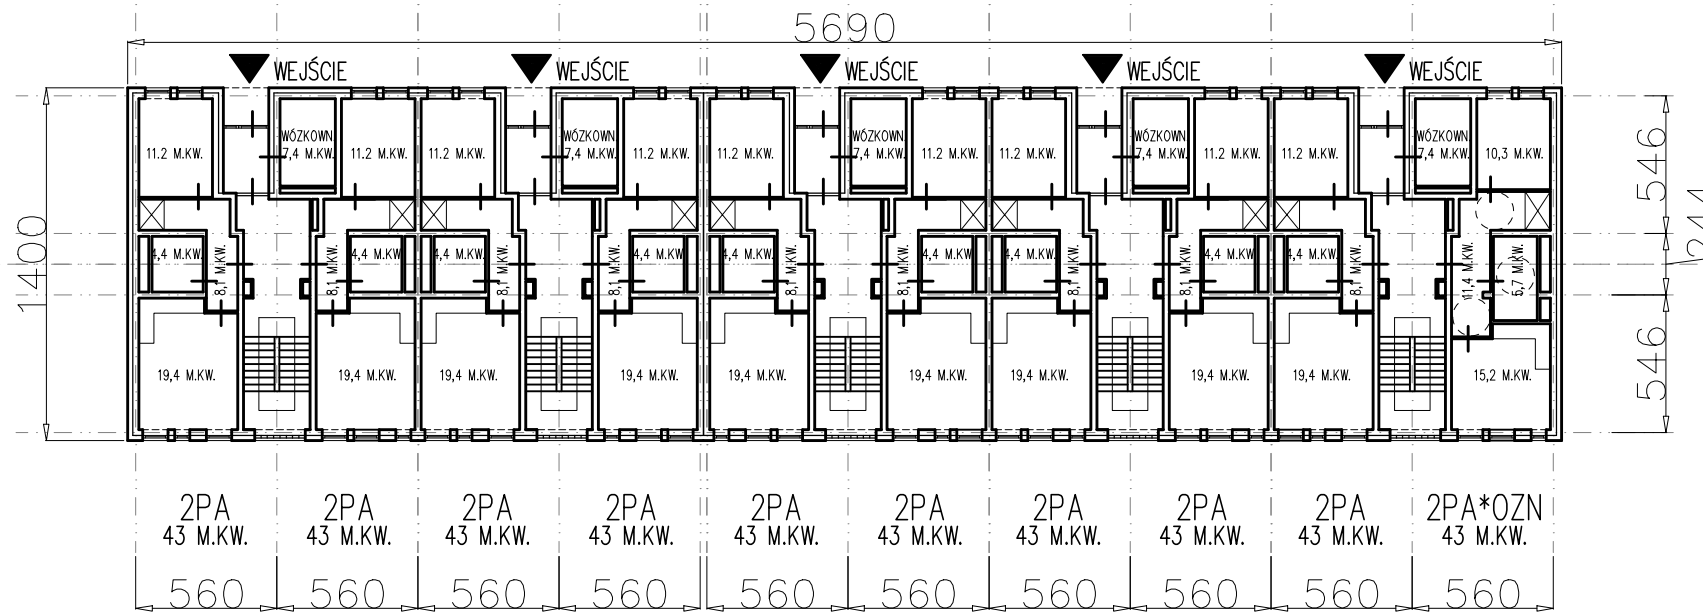 5690
WEJŚCIE WEJŚCIE WEJŚCIE WEJŚCIE WEJŚCIE
WÓZKOWN WÓZKOWN WÓZKOWN WÓZKOWN WÓZKOWN
11.2 M.KW. 7,4 M.KW. 11.2 M.KW. 11.2 M.KW. 7,4 M.KW. 11.2 M.KW. 11.2 M.KW. 7,4 M.KW. 11.2 M.KW. 11.2 M.KW. 7,4 M.KW. 11.2 M.KW. 11.2 M.KW. 7,4 M.KW. 10,3 M.KW.
546
1400
4,4 M.KW. 8,1 M.KW. 8,1 M.KW. 4,4 M.KW. 4,4 M.KW. 8,1 M.KW. 8,1 M.KW. 4,4 M.KW. 4,4 M.KW. 8,1 M.KW. 8,1 M.KW. 4,4 M.KW. 4,4 M.KW. 8,1 M.KW. 8,1 M.KW. 4,4 M.KW. 4,4 M.KW. 8,1 M.KW. 11,4 M.KW. 5,7 M.KW.
244
19,4 M.KW. 19,4 M.KW. 19,4 M.KW. 19,4 M.KW. 19,4 M.KW. 19,4 M.KW. 19,4 M.KW. 19,4 M.KW. 19,4 M.KW. 15,2 M.KW.
546
2PA 2PA 2PA 2PA 2PA 2PA 2PA 2PA 2PA 2PA*OZN
43 M.KW. 43 M.KW. 43 M.KW. 43 M.KW. 43 M.KW. 43 M.KW. 43 M.KW. 43 M.KW. 43 M.KW. 43 M.KW.
560 560 560 560 560 560 560 560 560 560